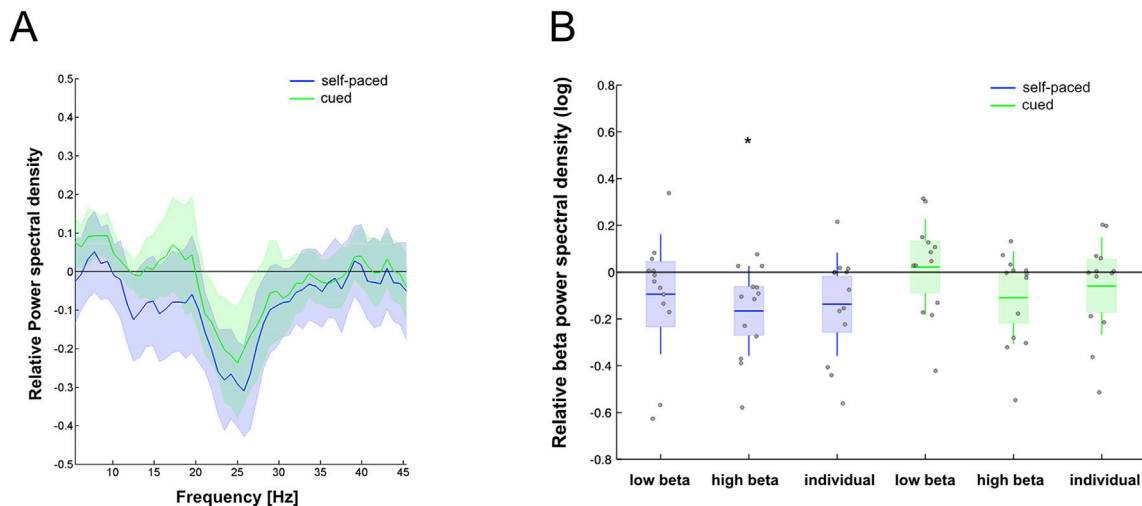 A
B
self-paced
cued
Relative Power spectral density
0.5
0.4
0.3
0.2
0.1
0
-0.1
-0.2
-0.3
-0.4
-0.5
10 15 20 25 30 35 40 45
Frequency [Hz]
self-paced
cued
Relative beta power spectral density (log)
0.8
0.6
0.4
0.2
0
-0.2
-0.4
-0.6
-0.8
*
low beta high beta individual low beta high beta individual